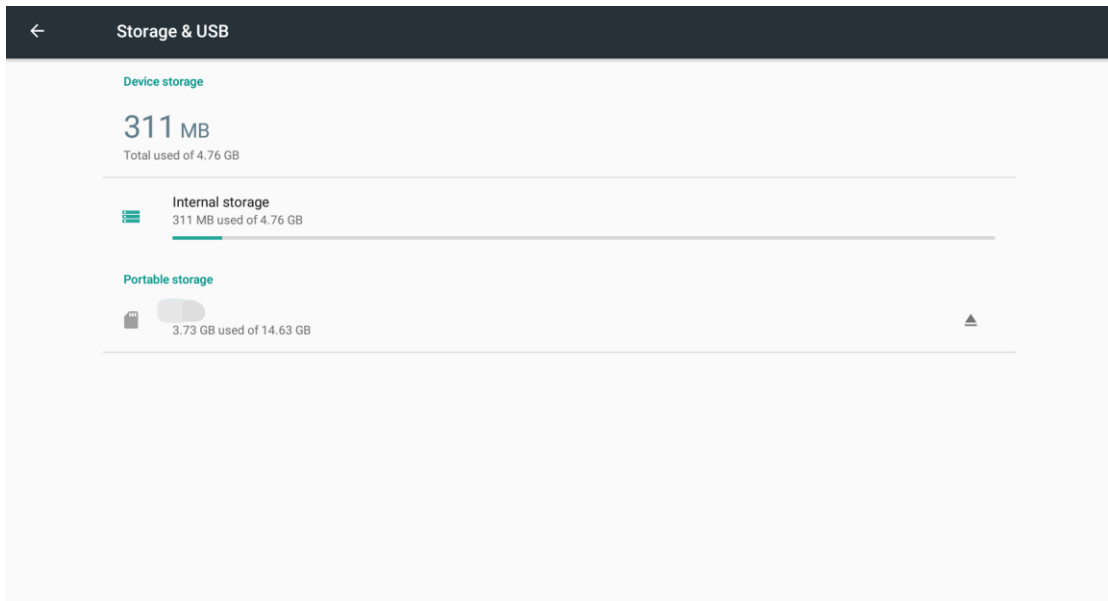 Storage & USB
Device storage
311 MB
Total used of 4.76 GB
Internal storage
311 MB used of 4.76 GB
Portable storage
3.73 GB used of 14.63 GB